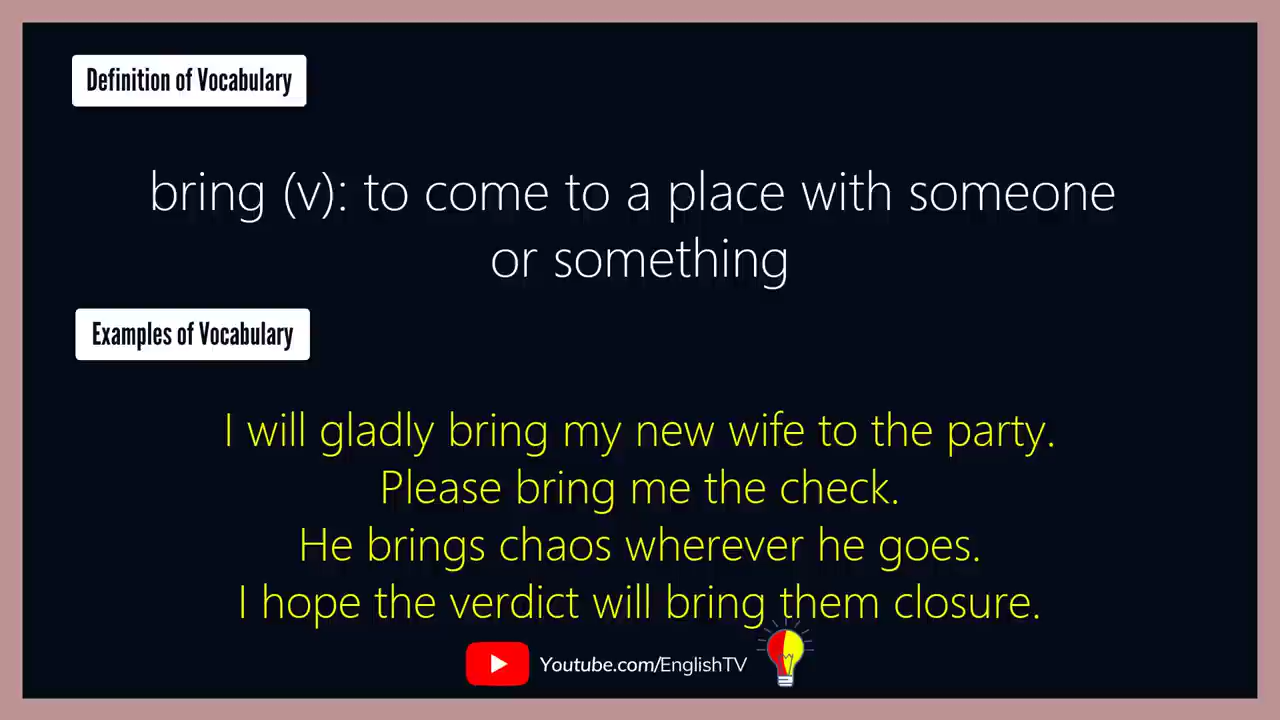 Definition of Vocabulary
bring (v): to come to a place with someone
or something
Examples of Vocabulary
I will gladly bring my new wife to the party.
Please bring me the check.
He brings chaos wherever he goes.
I hope the verdict will bring them closure.
Youtube.com/EnglishTV